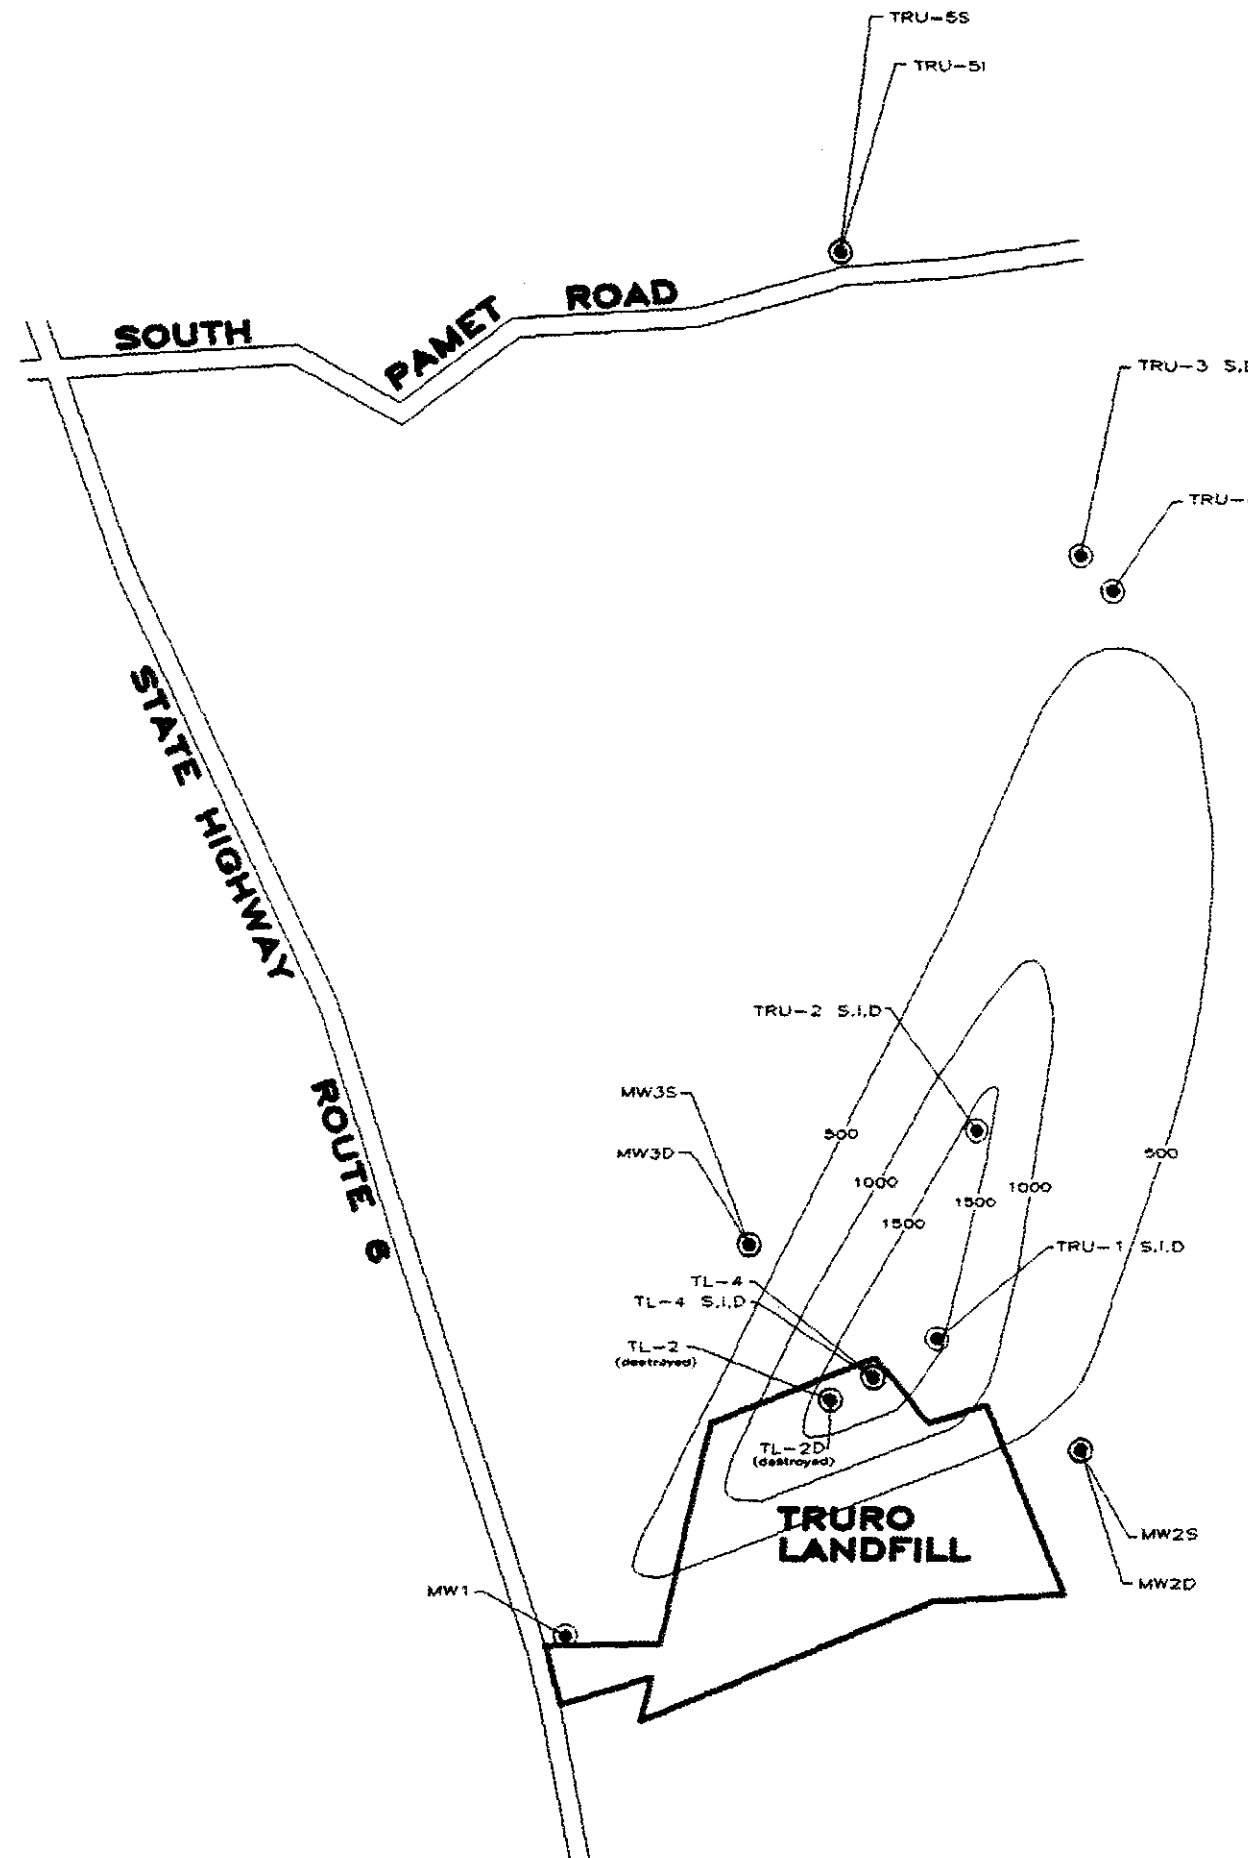 TRU-5S
TRU-5I
SOUTH PAMET ROAD
TRU-3 S.I
TRU-
STATE HIGHWAY ROUTE 6
TRU-2 S.I.D
MW3S
MW3D
500
500
1000
1000
1500
1500
TRU-1 S.I.D
TL-4
TL-4 S.I.D
TL-2
(destroyed)
TL-2D
(destroyed)
TRURO
LANDFILL
MW2S
MW2D
MW1